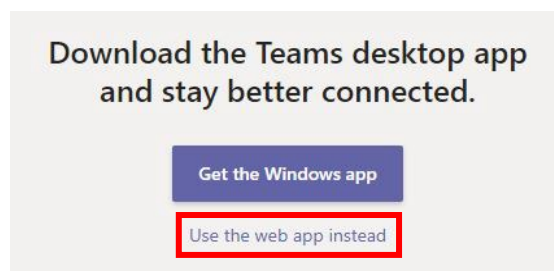 Download the Teams desktop app
and stay better connected.
Get the Windows app
Use the web app instead